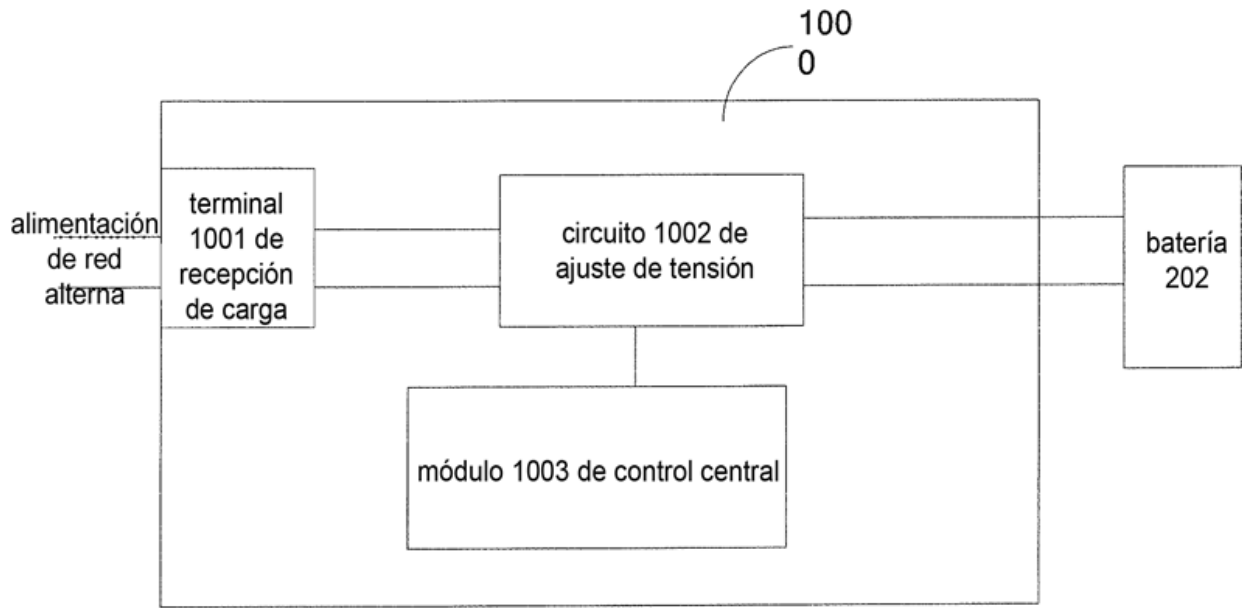 100
0
alimentación
de red
alterna
terminal
1001 de
recepción
de carga
circuito 1002 de
ajuste de tensión
batería
202
módulo 1003 de control central